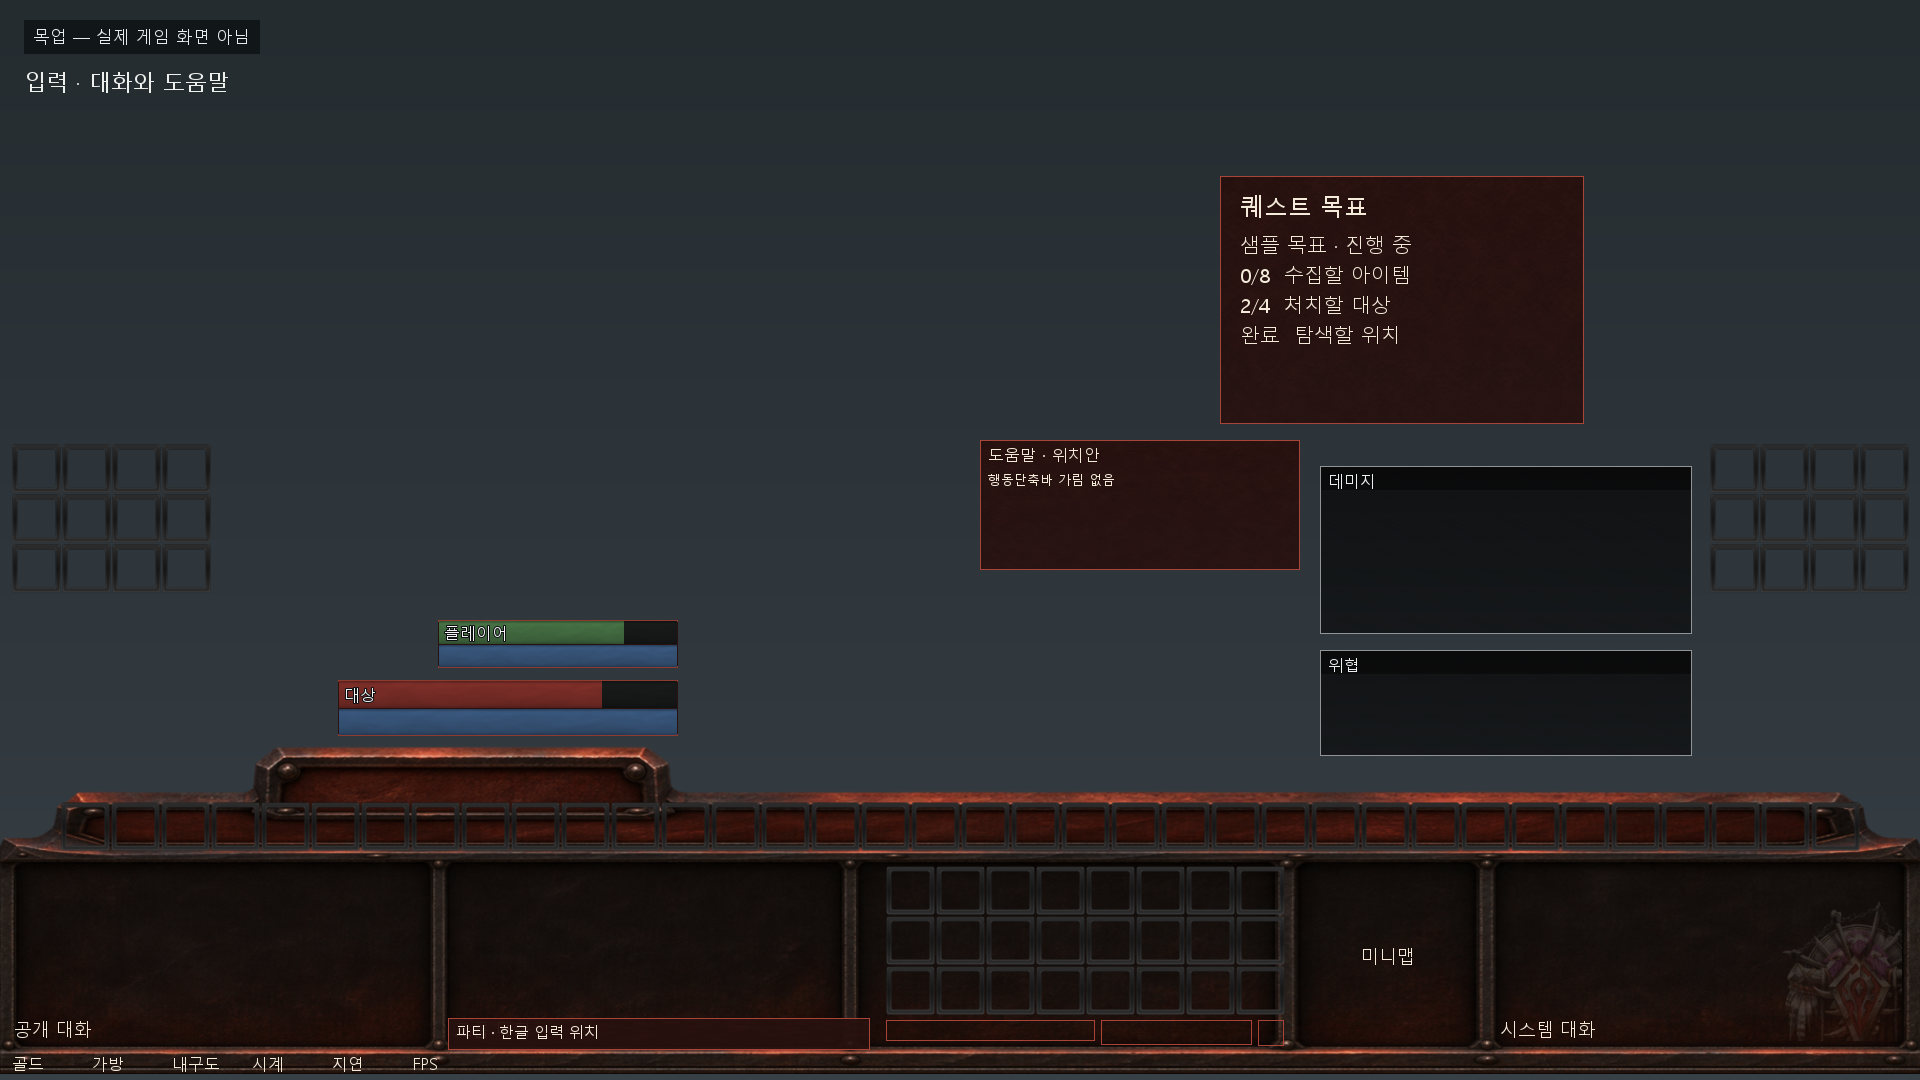 목업 — 실제 게임 화면 아님
입력 · 대화와 도움말
퀘스트 목표
샘플 목표 · 진행 중
0/8 수집할 아이템
2/4 처치할 대상
완료 탐색할 위치
도움말 · 위치안
행동단축바 가림 없음
데미지
위협
플레이어
대상
미니맵
공개 대화
파티 · 한글 입력 위치
시스템 대화
골드 가방 내구도 시계 지연 FPS